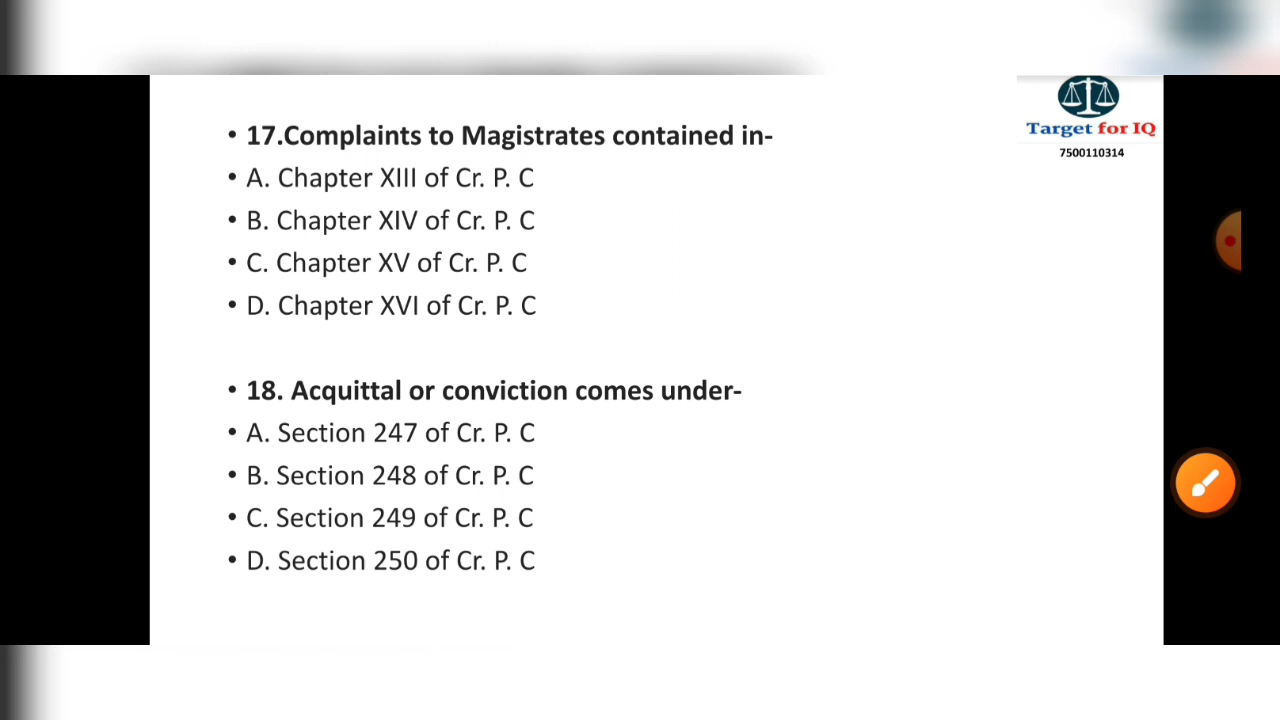 Target for IQ
7500110314
• 17.Complaints to Magistrates contained in-
• A. Chapter XIII of Cr. P. C
• B. Chapter XIV of Cr. P. C
• C. Chapter XV of Cr. P. C
• D. Chapter XVI of Cr. P. C
• 18. Acquittal or conviction comes under-
• A. Section 247 of Cr. P. C
• B. Section 248 of Cr. P. C
• C. Section 249 of Cr. P. C
• D. Section 250 of Cr. P. C